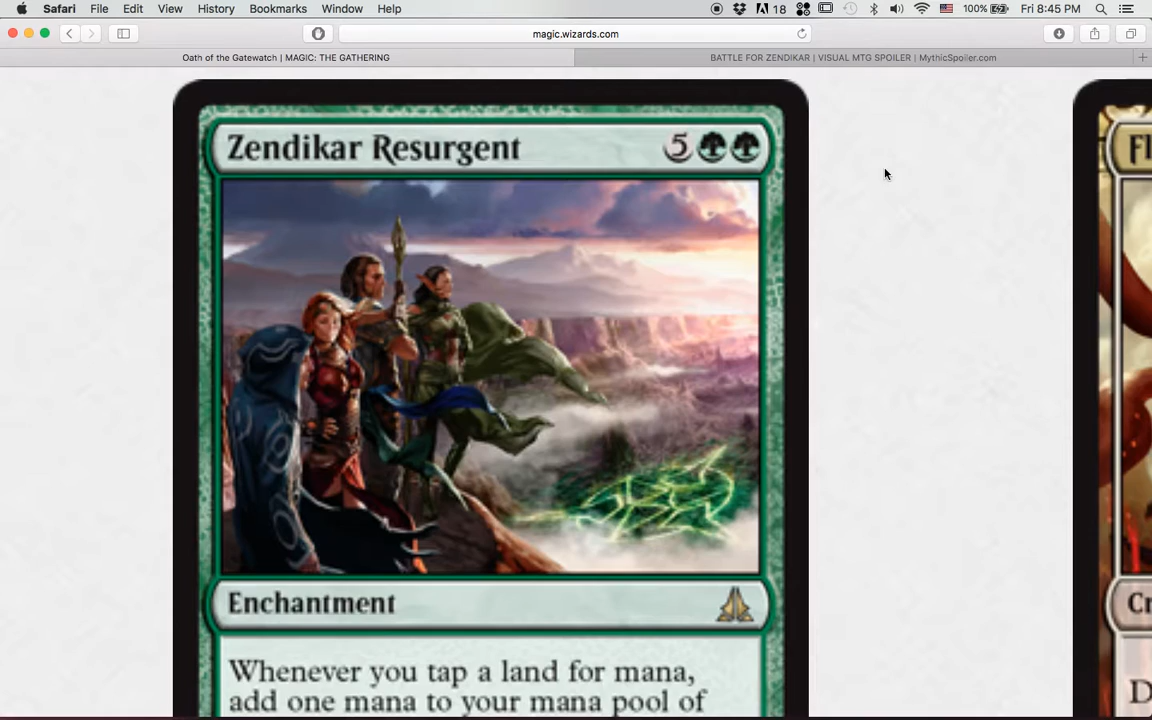 Safari File Edit View History Bookmarks Window Help 18 100% Fri 8:45 PM
magic.wizards.com
Oath of the Gatewatch | MAGIC: THE GATHERING BATTLE FOR ZENDIKAR | VISUAL MTG SPOILER | MythicSpoiler.com
Zendikar Resurgent 5
Fl
Enchantment
Cr
Whenever you tap a land for mana,
add one mana to your mana pool of
D